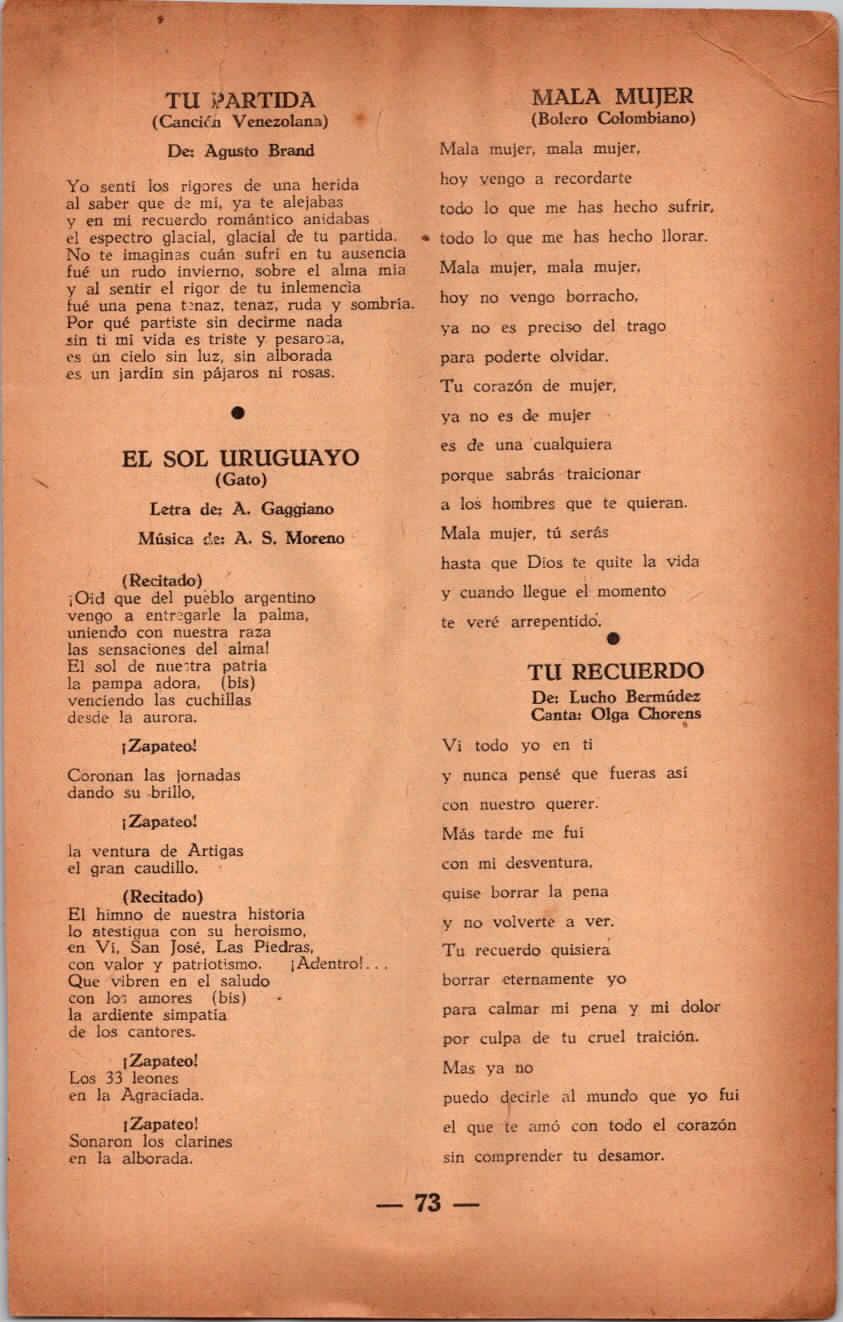 TU PARTIDA
(Canción Venezolana)
De: Agusto Brand
Yo sentí los rigores de una herida
al saber que de mí, ya te alejabas
y en mi recuerdo romántico anidabas
el espectro glacial, glacial de tu partida.
No te imaginas cuán sufrí en tu ausencia
fué un rudo invierno, sobre el alma mía
y al sentir el rigor de tu inlemencia
fué una pena tenaz, tenaz, ruda y sombría.
Por qué partiste sin decirme nada
sin ti mi vida es triste y pesarosa,
es un cielo sin luz, sin alborada
es un jardín sin pájaros ni rosas.
EL SOL URUGUAYO
(Gato)
Letra de: A. Gaggiano
Música de: A. S. Moreno
(Recitado)
¡Oíd que del pueblo argentino
vengo a entregarle la palma,
uniendo con nuestra raza
las sensaciones del alma!
El sol de nuestra patria
la pampa adora, (bis)
venciendo las cuchillas
desde la aurora.
¡Zapateo!
Coronan las jornadas
dando su brillo,
¡Zapateo!
la ventura de Artigas
el gran caudillo.
(Recitado)
El himno de nuestra historia
lo atestigua con su heroismo,
en Ví, San José, Las Piedras,
con valor y patriotismo. ¡Adentro!...
Que vibren en el saludo
con los amores (bis)
la ardiente simpatía
de los cantores.
¡Zapateo!
Los 33 leones
en la Agraciada.
¡Zapateo!
Sonaron los clarines
en la alborada.
MALA MUJER
(Bolero Colombiano)
Mala mujer, mala mujer,
hoy vengo a recordarte
todo lo que me has hecho sufrir,
todo lo que me has hecho llorar.
Mala mujer, mala mujer,
hoy no vengo borracho,
ya no es preciso del trago
para poderte olvidar.
Tu corazón de mujer,
ya no es de mujer
es de una cualquiera
porque sabrás traicionar
a los hombres que te quieran.
Mala mujer, tú serás
hasta que Dios te quite la vida
y cuando llegue el momento
te veré arrepentido.
TU RECUERDO
De: Lucho Bermúdez
Canta: Olga Chorens
Vi todo yo en ti
y nunca pensé que fueras así
con nuestro querer.
Más tarde me fuí
con mi desventura,
quise borrar la pena
y no volverte a ver.
Tu recuerdo quisiera
borrar eternamente yo
para calmar mi pena y mi dolor
por culpa de tu cruel traición.
Mas ya no
puedo decirle al mundo que yo fui
el que te amó con todo el corazón
sin comprender tu desamor.
— 73 —